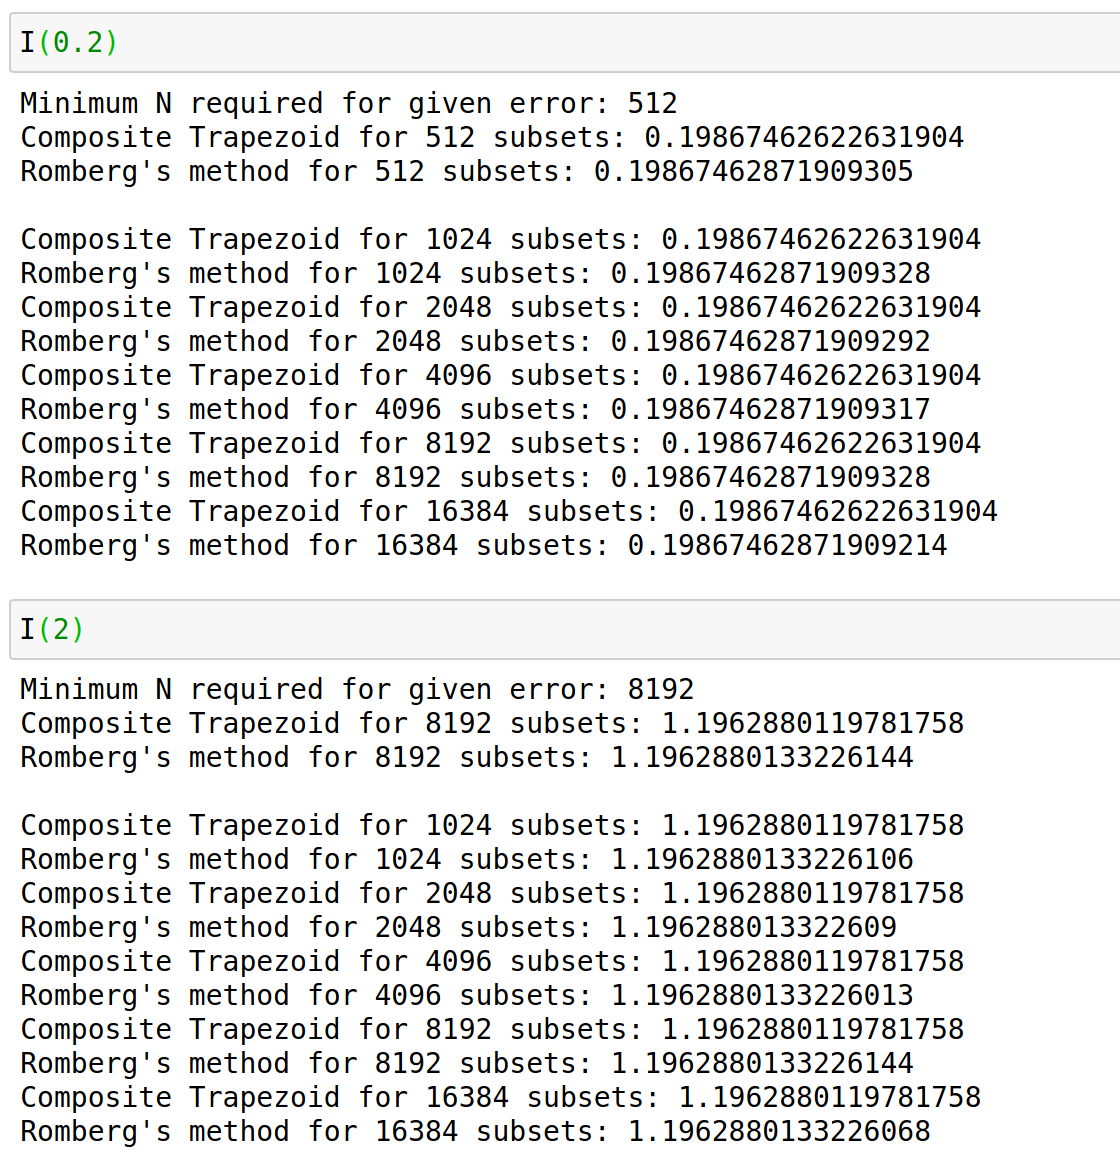 I(0.2)
Minimum N required for given error: 512
Composite Trapezoid for 512 subsets: 0.19867462622631904
Romberg's method for 512 subsets: 0.19867462871909305
Composite Trapezoid for 1024 subsets: 0.19867462622631904
Romberg's method for 1024 subsets: 0.19867462871909328
Composite Trapezoid for 2048 subsets: 0.19867462622631904
Romberg's method for 2048 subsets: 0.19867462871909292
Composite Trapezoid for 4096 subsets: 0.19867462622631904
Romberg's method for 4096 subsets: 0.19867462871909317
Composite Trapezoid for 8192 subsets: 0.19867462622631904
Romberg's method for 8192 subsets: 0.19867462871909328
Composite Trapezoid for 16384 subsets: 0.19867462622631904
Romberg's method for 16384 subsets: 0.19867462871909214
I(2)
Minimum N required for given error: 8192
Composite Trapezoid for 8192 subsets: 1.1962880119781758
Romberg's method for 8192 subsets: 1.1962880133226144
Composite Trapezoid for 1024 subsets: 1.1962880119781758
Romberg's method for 1024 subsets: 1.1962880133226106
Composite Trapezoid for 2048 subsets: 1.1962880119781758
Romberg's method for 2048 subsets: 1.196288013322609
Composite Trapezoid for 4096 subsets: 1.1962880119781758
Romberg's method for 4096 subsets: 1.1962880133226013
Composite Trapezoid for 8192 subsets: 1.1962880119781758
Romberg's method for 8192 subsets: 1.1962880133226144
Composite Trapezoid for 16384 subsets: 1.1962880119781758
Romberg's method for 16384 subsets: 1.1962880133226068